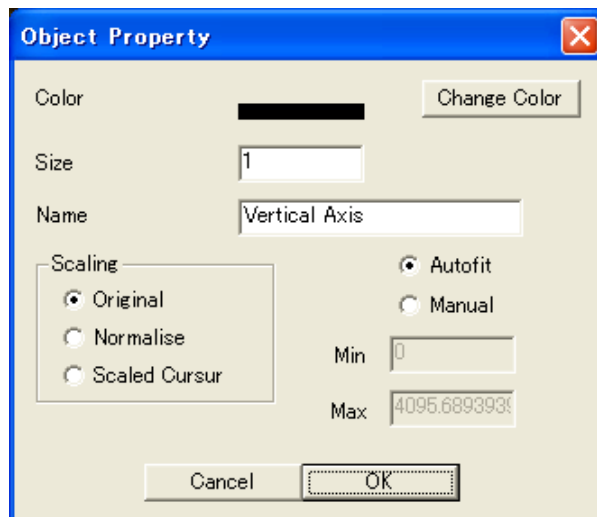 Object Property
Color
Change Color
Size
1
Name
Vertical Axis
Scaling
Original
Normalise
Scaled Cursur
Autofit
Manual
Min
0
Max
4095.6893939
Cancel
OK